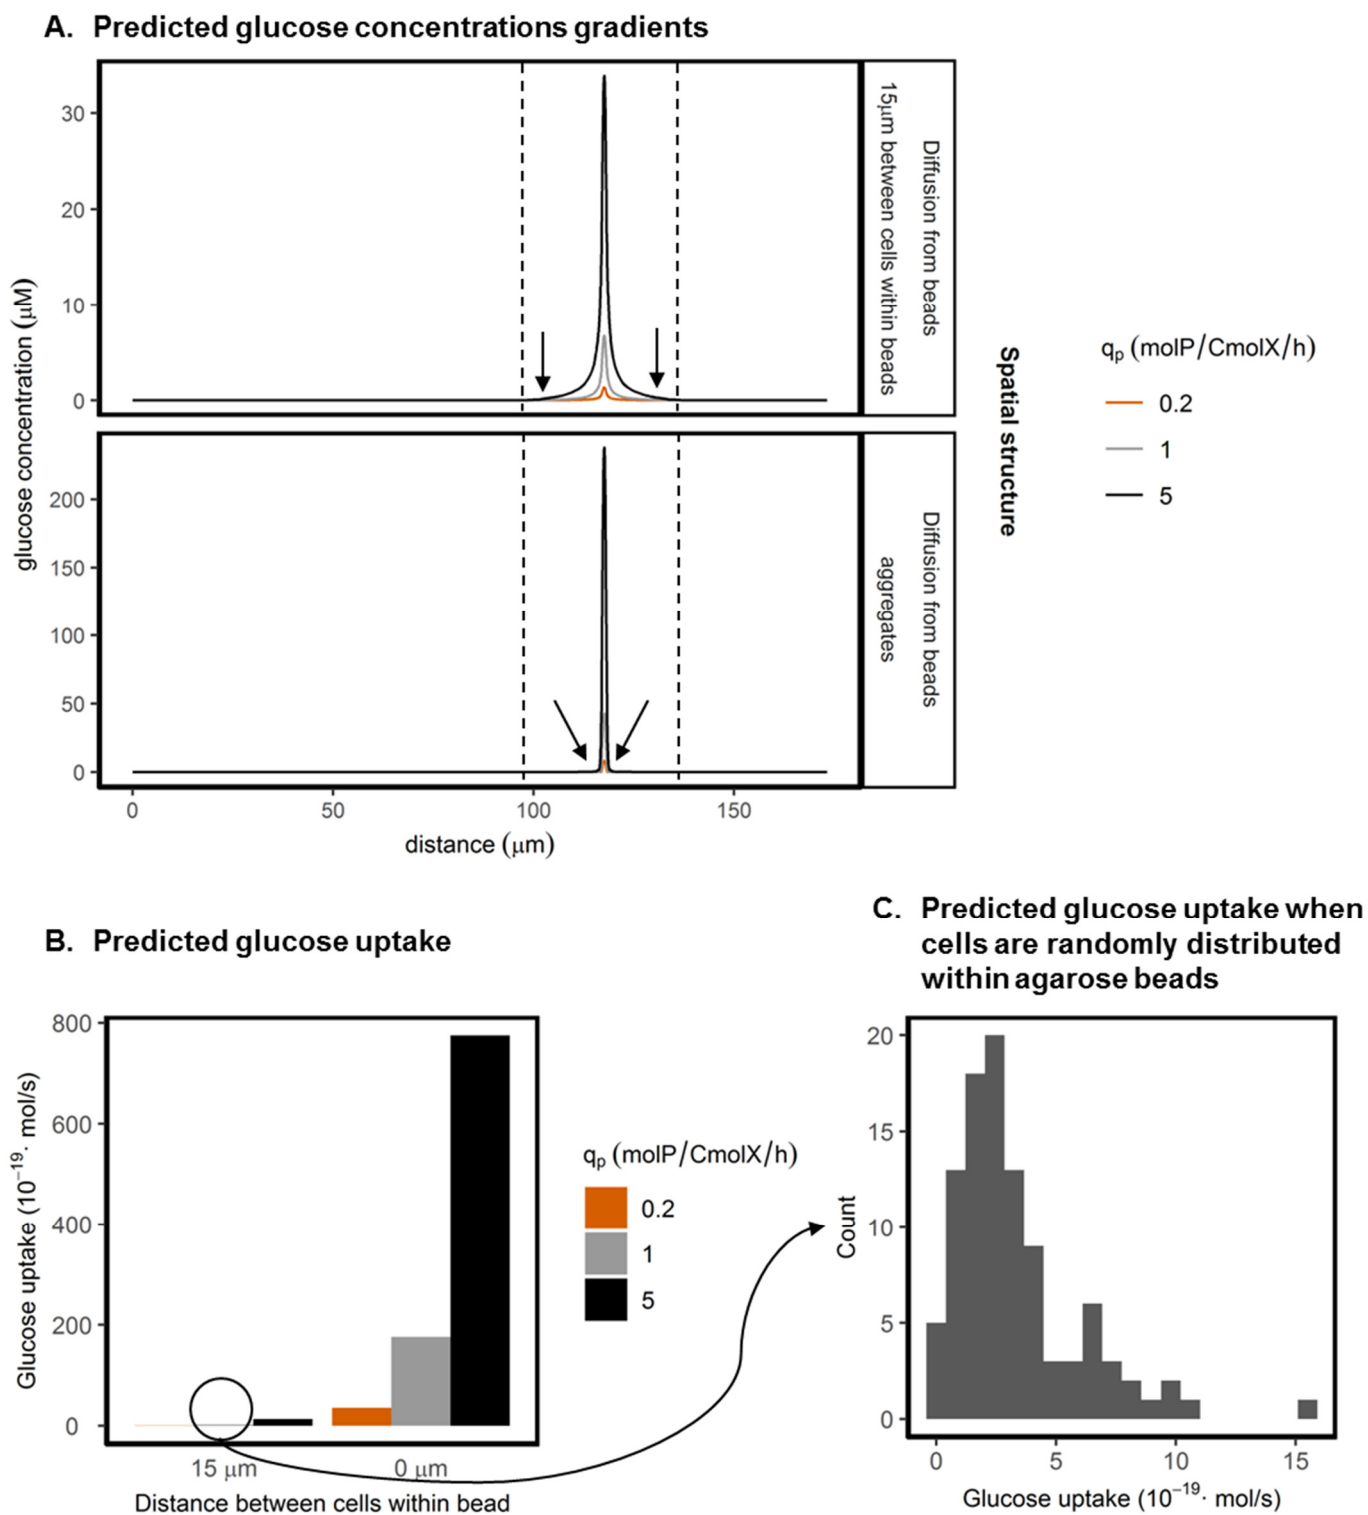 A. Predicted glucose concentrations gradients
glucose concentration (μM)
30
20
10
0
Diffusion from beads
15μm between cells within beads
200
150
100
50
0
Diffusion from beads
aggregates
0
50
100
150
distance (μm)
Spatial structure
qp (molP/CmolX/h)
0.2
1
5
B. Predicted glucose uptake
Glucose uptake (10⁻¹⁹· mol/s)
800
600
400
200
0
15 μm
0 μm
Distance between cells within bead
qp (molP/CmolX/h)
0.2
1
5
C. Predicted glucose uptake when
cells are randomly distributed
within agarose beads
Count
20
15
10
5
0
0
5
10
15
Glucose uptake (10⁻¹⁹· mol/s)